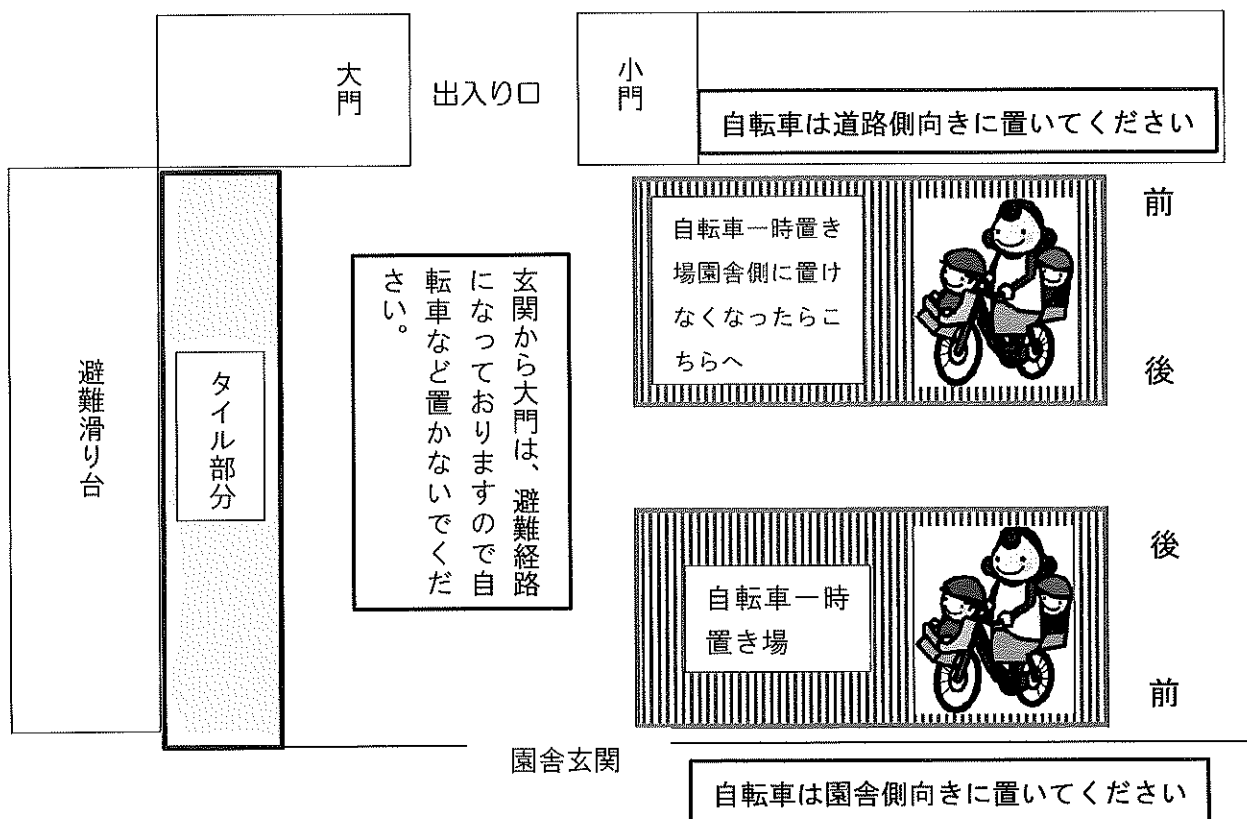 大門
出入り口
小門
自転車は道路側向きに置いてください
自転車一時置き
場園舎側に置け
なくなったらこ
ちらへ
前
後
玄関から大門は、避難経路
になっておりますので自
転車など置かないでくだ
さい。
タイル部分
避難滑り台
自転車一時
置き場
後
前
園舎玄関
自転車は園舎側向きに置いてください